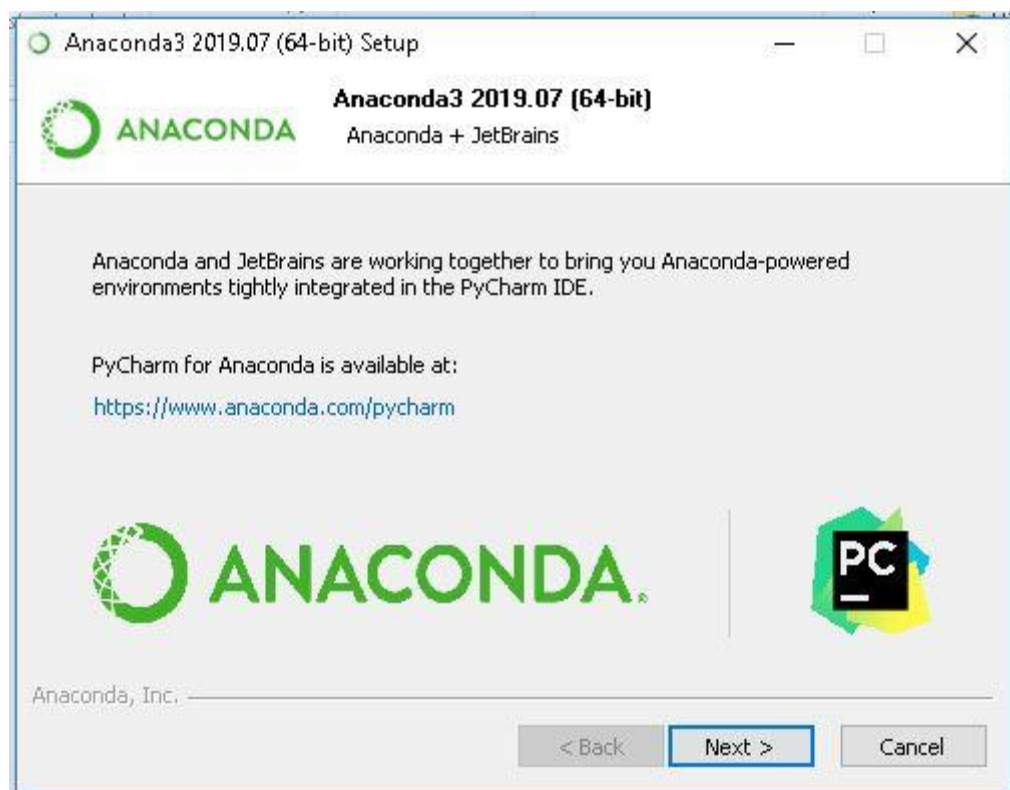 Anaconda3 2019.07 (64-bit) Setup
Anaconda3 2019.07 (64-bit)
ANACONDA
Anaconda + JetBrains
Anaconda and JetBrains are working together to bring you Anaconda-powered
environments tightly integrated in the PyCharm IDE.
PyCharm for Anaconda is available at:
https://www.anaconda.com/pycharm
ANACONDA.
PC
Anaconda, Inc.
< Back
Next >
Cancel